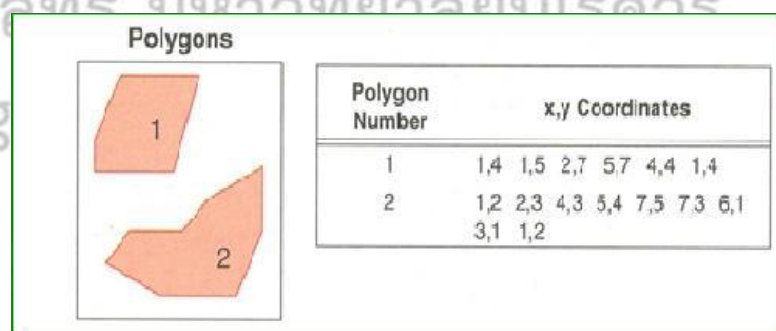 Polygons
1
2
Polygon Number x,y Coordinates
1 1,4 1,5 2,7 5,7 4,4 1,4
2 1,2 2,3 4,3 5,4 7,5 7,3 6,1
3,1 1,2